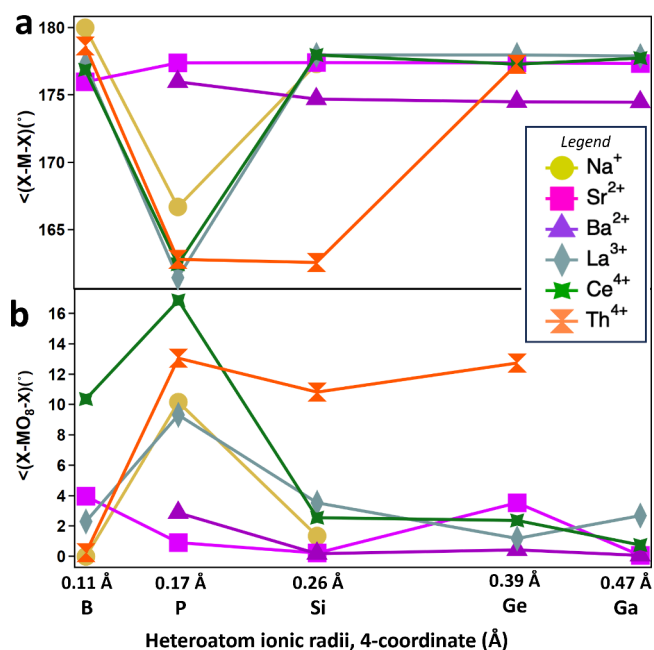 a
180
175
170
165
<(X-M-X)(°)
Legend
Na⁺
Sr²⁺
Ba²⁺
La³⁺
Ce⁴⁺
Th⁴⁺
b
16
14
12
10
8
6
4
2
0
<(X-MO₈-X)(°)
0.11 Å 0.17 Å 0.26 Å 0.39 Å 0.47 Å
B P Si Ge Ga
Heteroatom ionic radii, 4-coordinate (Å)